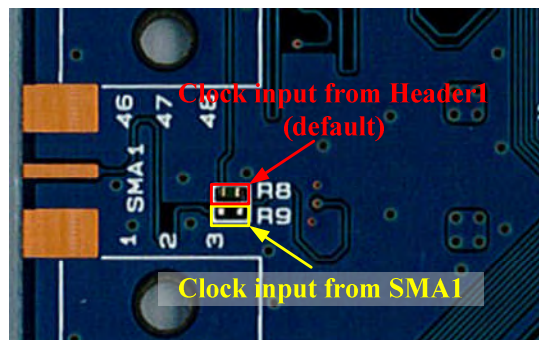 Clock input from Header1
(default)
46
47
48
SMA1
R8
R9
1
2
3
Clock input from SMA1